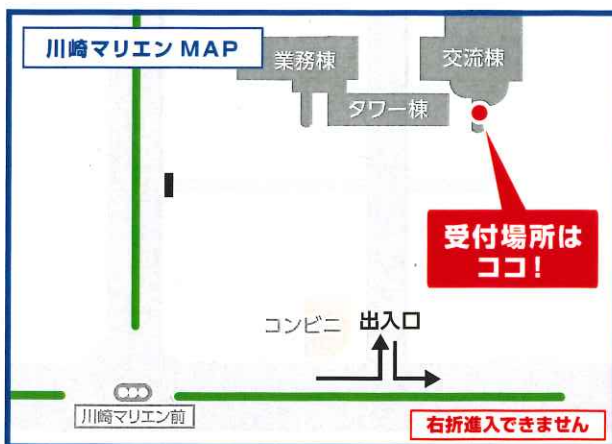 川崎マリエン MAP
業務棟
交流棟
タワー棟
受付場所は
ココ！
コンビニ
出入口
川崎マリエン前
右折進入できません